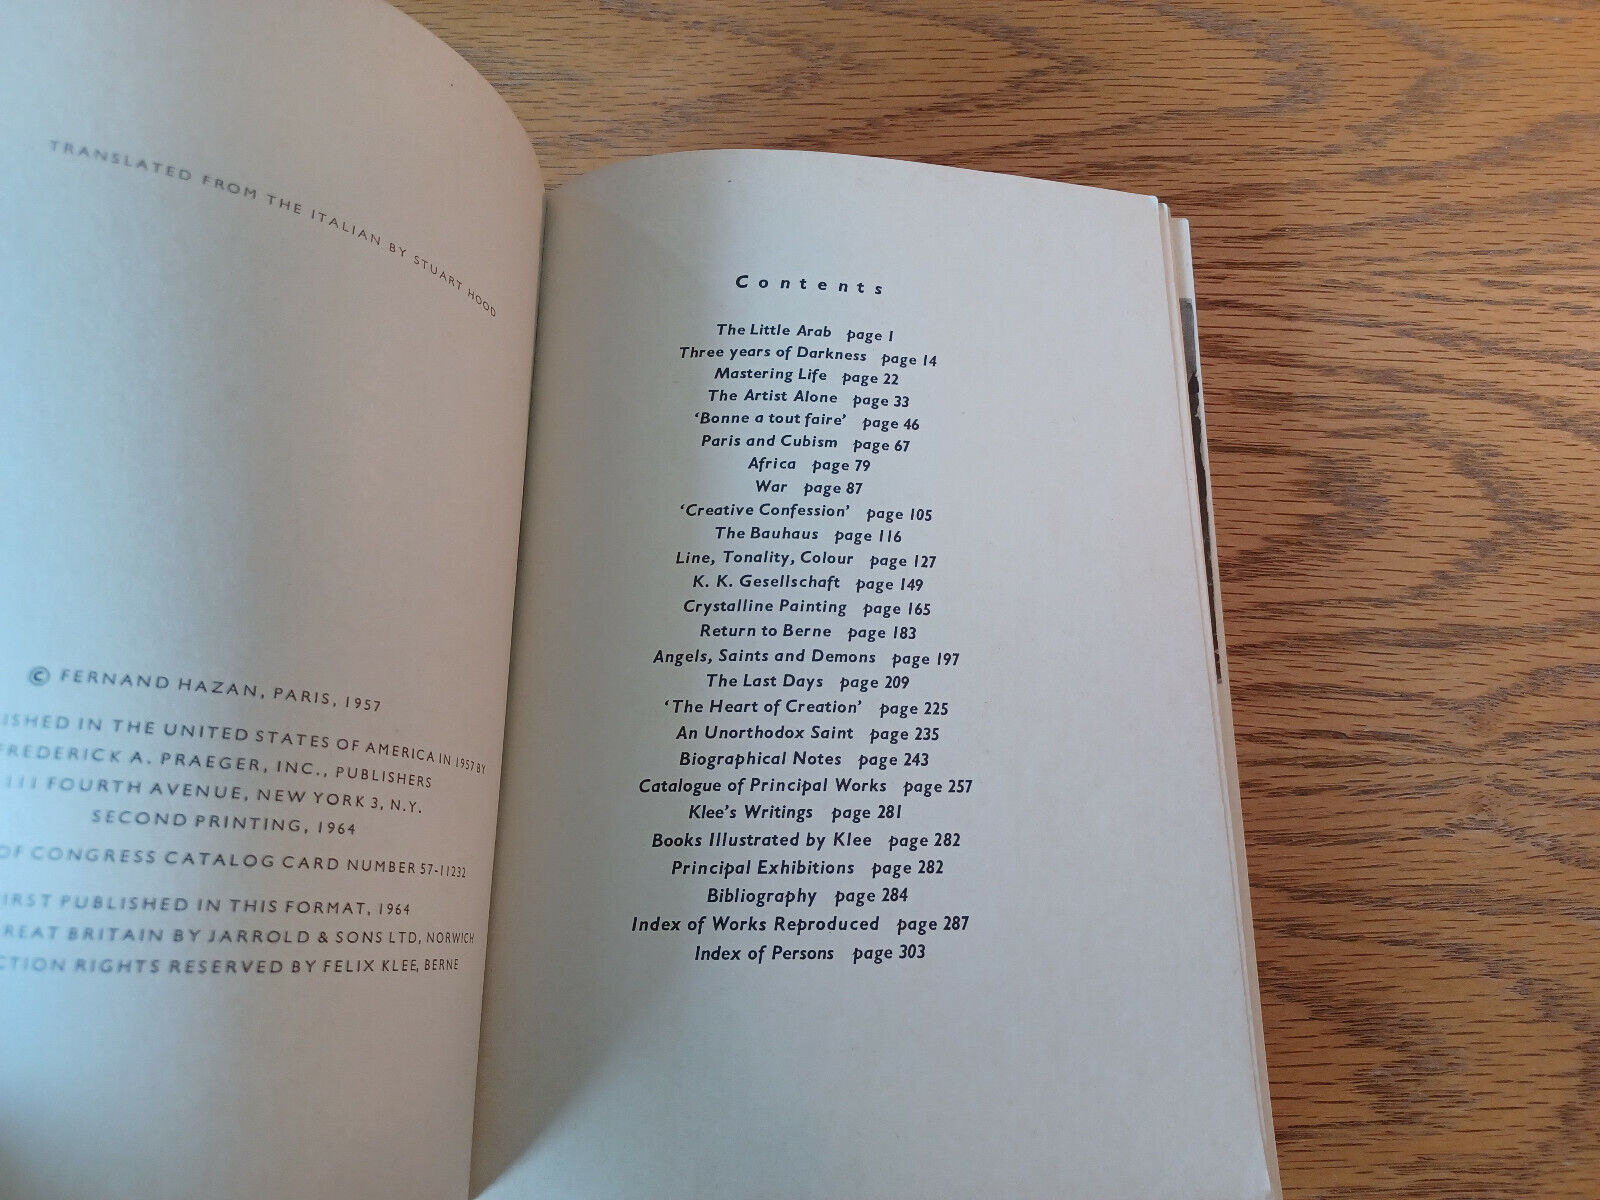 TRANSLATED FROM THE ITALIAN BY STUART HOOD
© FERNAND HAZAN, PARIS, 1957
IN THE UNITED STATES OF AMERICA IN 1957 BY
FREDERICK A. PRAEGER, INC., PUBLISHERS
111 FOURTH AVENUE, NEW YORK 3, N.Y.
SECOND PRINTING, 1964
OF CONGRESS CATALOG CARD NUMBER 57-11232
PUBLISHED IN THIS FORMAT, 1964
BRITAIN BY JARROLD & SONS LTD, NORWICH
RIGHTS RESERVED BY FELIX KLEE, BERNE
Contents
The Little Arab page 1
Three years of Darkness page 14
Mastering Life page 22
The Artist Alone page 33
‘Bonne a tout faire’ page 46
Paris and Cubism page 67
Africa page 79
War page 87
‘Creative Confession’ page 105
The Bauhaus page 116
Line, Tonality, Colour page 127
K. K. Gesellschaft page 149
Crystalline Painting page 165
Return to Berne page 183
Angels, Saints and Demons page 197
The Last Days page 209
‘The Heart of Creation’ page 225
An Unorthodox Saint page 235
Biographical Notes page 243
Catalogue of Principal Works page 257
Klee's Writings page 281
Books Illustrated by Klee page 282
Principal Exhibitions page 282
Bibliography page 284
Index of Works Reproduced page 287
Index of Persons page 303